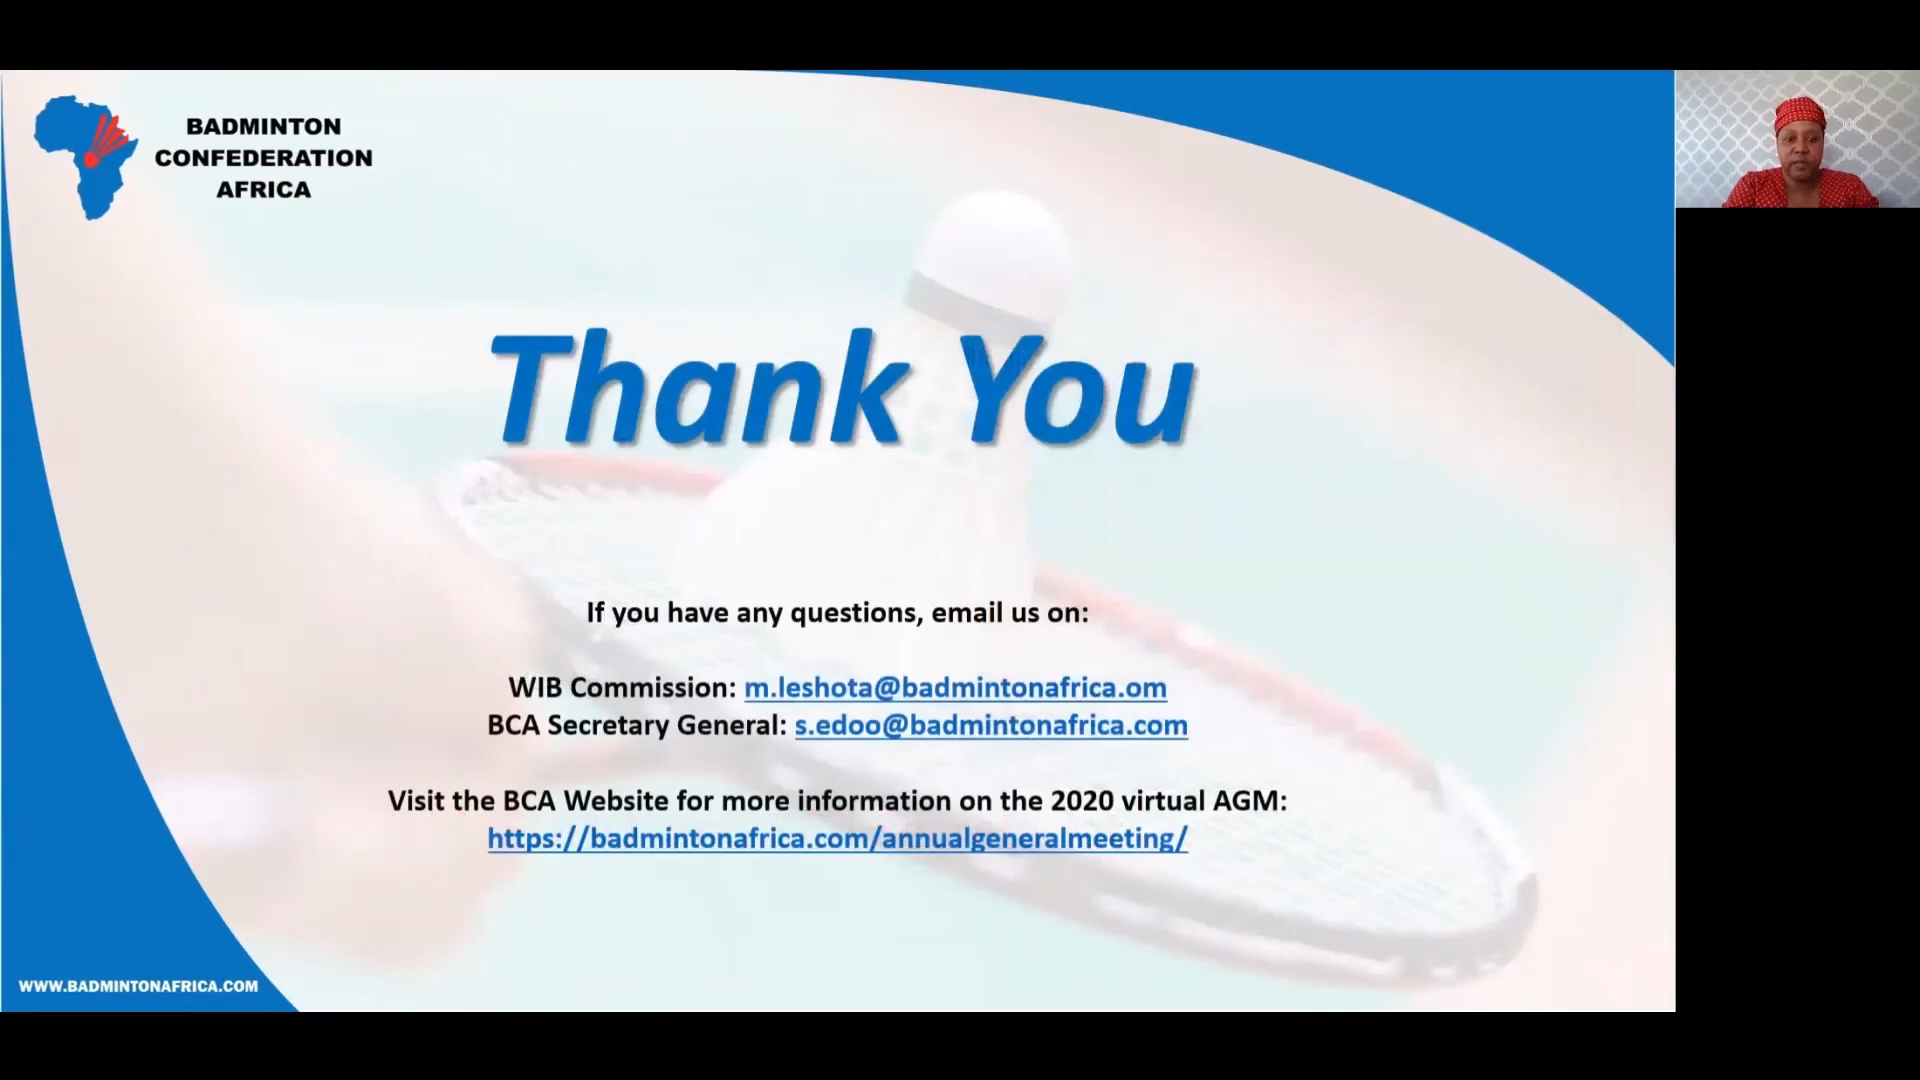 BADMINTON
CONFEDERATION
AFRICA
Thank You
If you have any questions, email us on:
WIB Commission: m.leshota@badmintonafrica.om
BCA Secretary General: s.edoo@badmintonafrica.com
Visit the BCA Website for more information on the 2020 virtual AGM:
https://badmintonafrica.com/annualgeneralmeeting/
WWW.BADMINTONAFRICA.COM